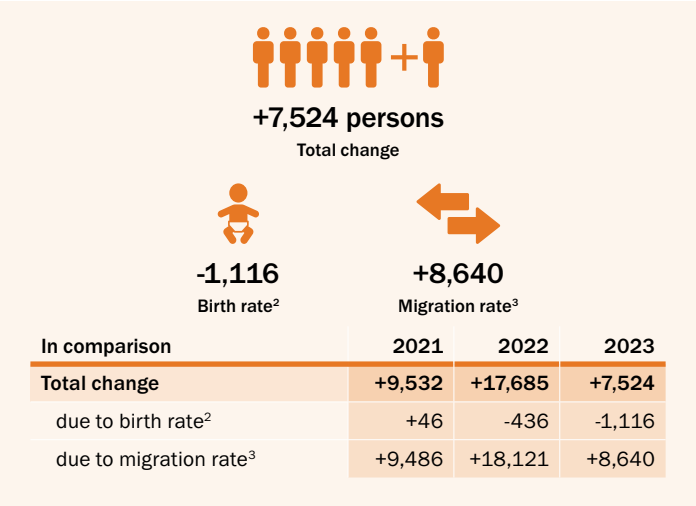 +7,524 persons
Total change
-1,116
Birth rate²
+8,640
Migration rate³
In comparison 2021 2022 2023
Total change +9,532 +17,685 +7,524
due to birth rate² +46 -436 -1,116
due to migration rate³ +9,486 +18,121 +8,640